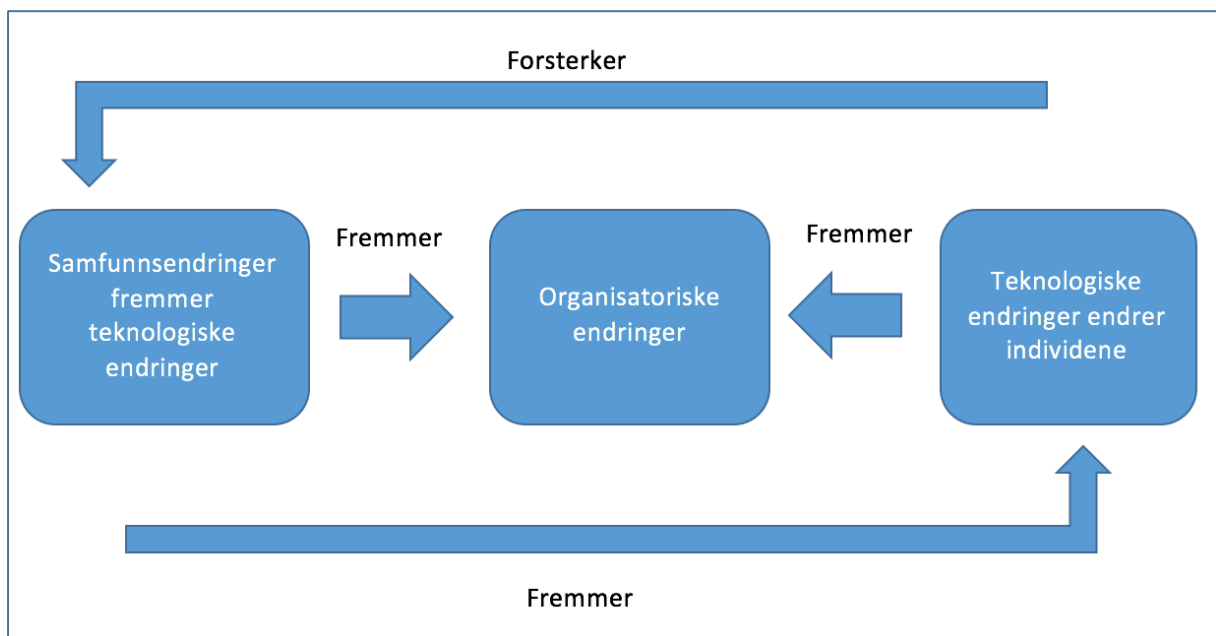 Forsterker
Samfunnsendringer
fremmer
teknologiske
endringer
Fremmer
Organisatoriske
endringer
Fremmer
Teknologiske
endringer endrer
individene
Fremmer